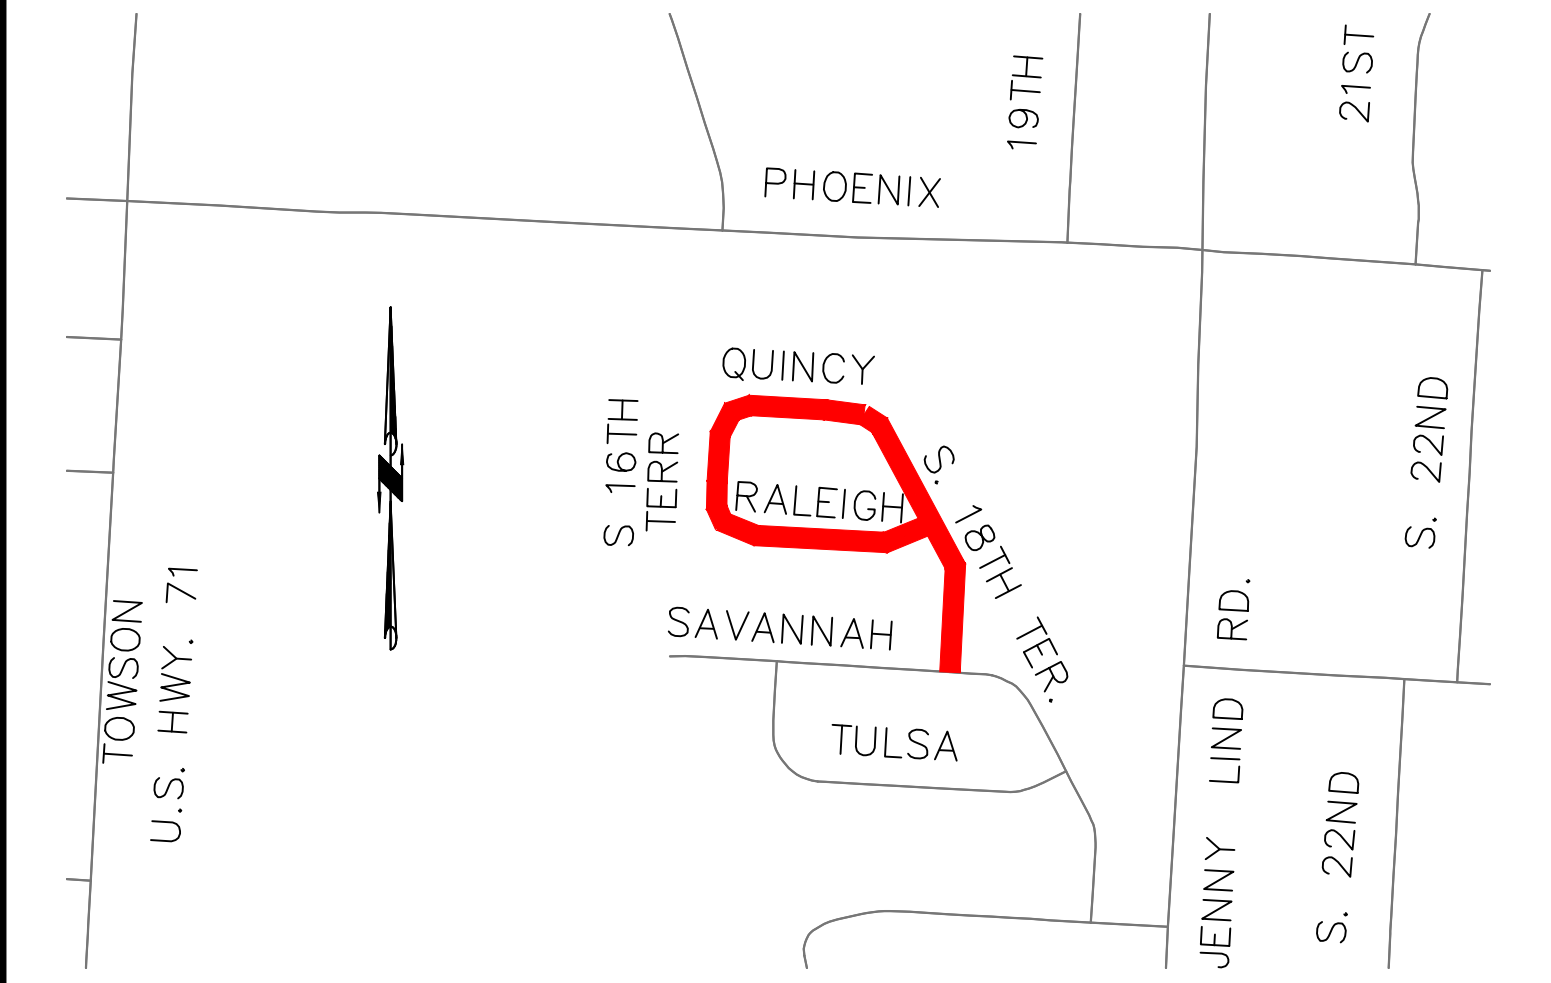 19TH
21ST
PHOENIX
QUINCY
S 16TH
TERR
RALEIGH
S. 18TH TER.
S. 22ND
SAVANNAH
TOWSON
U.S. HWY. 71
TULSA
JENNY LIND RD.
S. 22ND